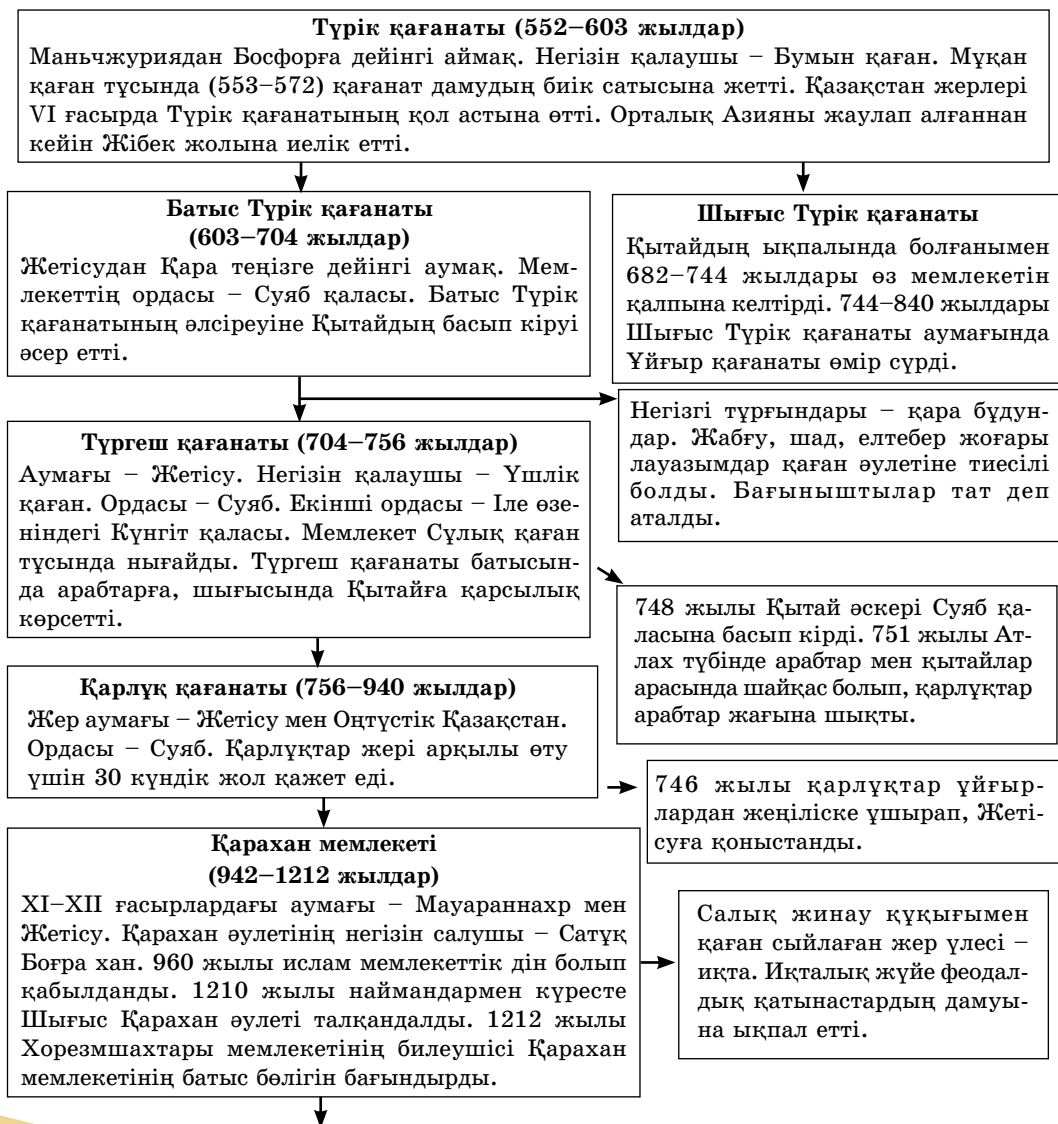 Түрік қағанаты (552–603 жылдар)
Маньчжуриядан Босфорға дейінгі аймақ. Негізін қалаушы – Бумын қаған. Мұқан
қаған тұсында (553–572) қағанат дамудың биік сатысына жетті. Қазақстан жерлері
VI ғасырда Түрік қағанатының қол астына өтті. Орталық Азияны жаулап алғаннан
кейін Жібек жолына иелік етті.
Батыс Түрік қағанаты
(603–704 жылдар)
Жетісудан Қара теңізге дейінгі аумақ. Мем-
лекеттің ордасы – Суяб қаласы. Батыс Түрік
қағанатының әлсіреуіне Қытайдың басып кіруі
әсер етті.
Шығыс Түрік қағанаты
Қытайдың ықпалында болғанымен
682–744 жылдары өз мемлекетін
қалпына келтірді. 744–840 жылдары
Шығыс Түрік қағанаты аумағында
Ұйғыр қағанаты өмір сүрді.
Негізгі тұрғындары – қара бұдун-
дар. Жабғу, шад, елтебер жоғары
лауазымдар қаған әулетіне тиесілі
болды. Бағыныштылар тат деп
аталды.
Түргеш қағанаты (704–756 жылдар)
Аумағы – Жетісу. Негізін қалаушы – Үшлік
қаған. Ордасы – Суяб. Екінші ордасы – Іле өзе-
ніндегі Күнгіт қаласы. Мемлекет Сұлық қаған
тұсында нығайды. Түргеш қағанаты батысын-
да арабтарға, шығысында Қытайға қарсылық
көрсетті.
748 жылы Қытай әскері Суяб қа-
ласына басып кірді. 751 жылы Ат-
лах түбінде арабтар мен қытайлар
арасында шайқас болып, қарлұқтар
арабтар жағына шықты.
Қарлұқ қағанаты (756–940 жылдар)
Жер аумағы – Жетісу мен Оңтүстік Қазақстан.
Ордасы – Суяб. Қарлұқтар жері арқылы өту
үшін 30 күндік жол қажет еді.
746 жылы қарлұқтар ұйғыр-
лардан жеңіліске ұшырап, Жеті-
суға қоныстанды.
Қарахан мемлекеті
(942–1212 жылдар)
XI–XII ғасырлардағы аумағы – Мауараннахр мен
Жетісу. Қарахан әулетінің негізін салушы – Сатұқ
Боғра хан. 960 жылы ислам мемлекеттік дін болып
қабылданды. 1210 жылы наймандармен күресте
Шығыс Қарахан әулеті талқандалды. 1212 жылы
Хорезмшахтары мемлекетінің билеушісі Қарахан
мемлекетінің батыс бөлігін бағындырды.
Салық жинау құқығымен
қаған сыйлаған жер үлесі –
иқта. Иқталық жүйе феодал-
дық қатынастардың дамуы-
на ықпал етті.